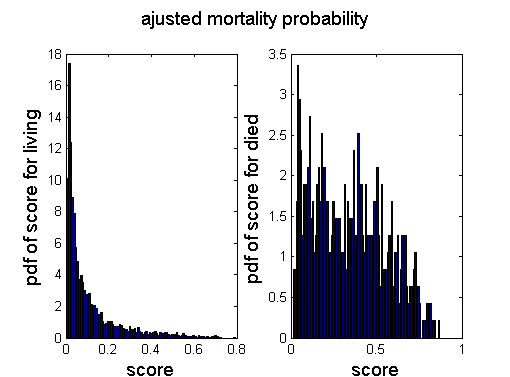 ajusted mortality probability
pdf of score for living
18
16
14
12
10
8
6
4
2
0
0 0.2 0.4 0.6 0.8
score
pdf of score for died
3.5
3
2.5
2
1.5
1
0.5
0
0 0.5 1
score